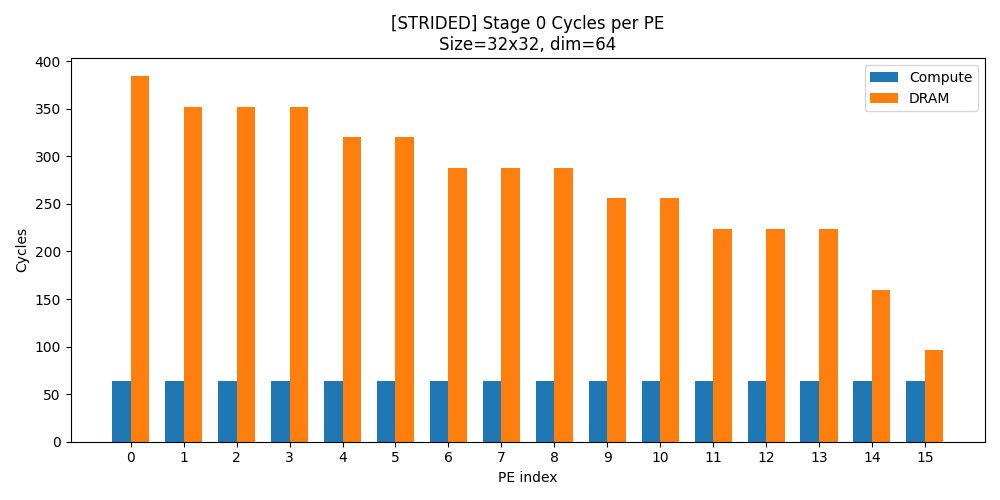 [STRIDED] Stage 0 Cycles per PE
Size=32x32, dim=64
Compute
DRAM
Cycles
400
350
300
250
200
150
100
50
0
0 1 2 3 4 5 6 7 8 9 10 11 12 13 14 15
PE index